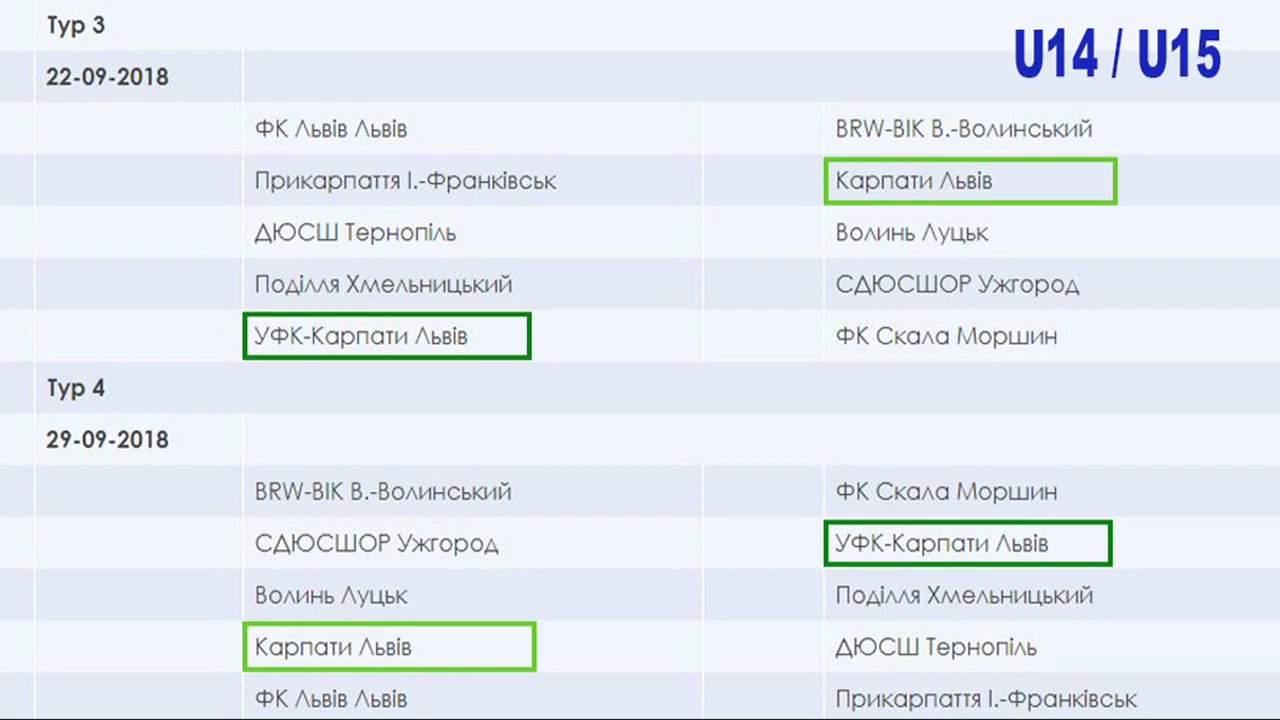 Тур 3
U14 / U15
22-09-2018
ФК Львів Львів BRW-ВІК В.-Волинський
Прикарпаття І.-Франківськ Карпати Львів
ДЮСШ Тернопіль Волинь Луцьк
Поділля Хмельницький СДЮСШОР Ужгород
УФК-Карпати Львів ФК Скала Моршин
Тур 4
29-09-2018
BRW-ВІК В.-Волинський ФК Скала Моршин
СДЮСШОР Ужгород УФК-Карпати Львів
Волинь Луцьк Поділля Хмельницький
Карпати Львів ДЮСШ Тернопіль
ФК Львів Львів Прикарпаття І.-Франківськ